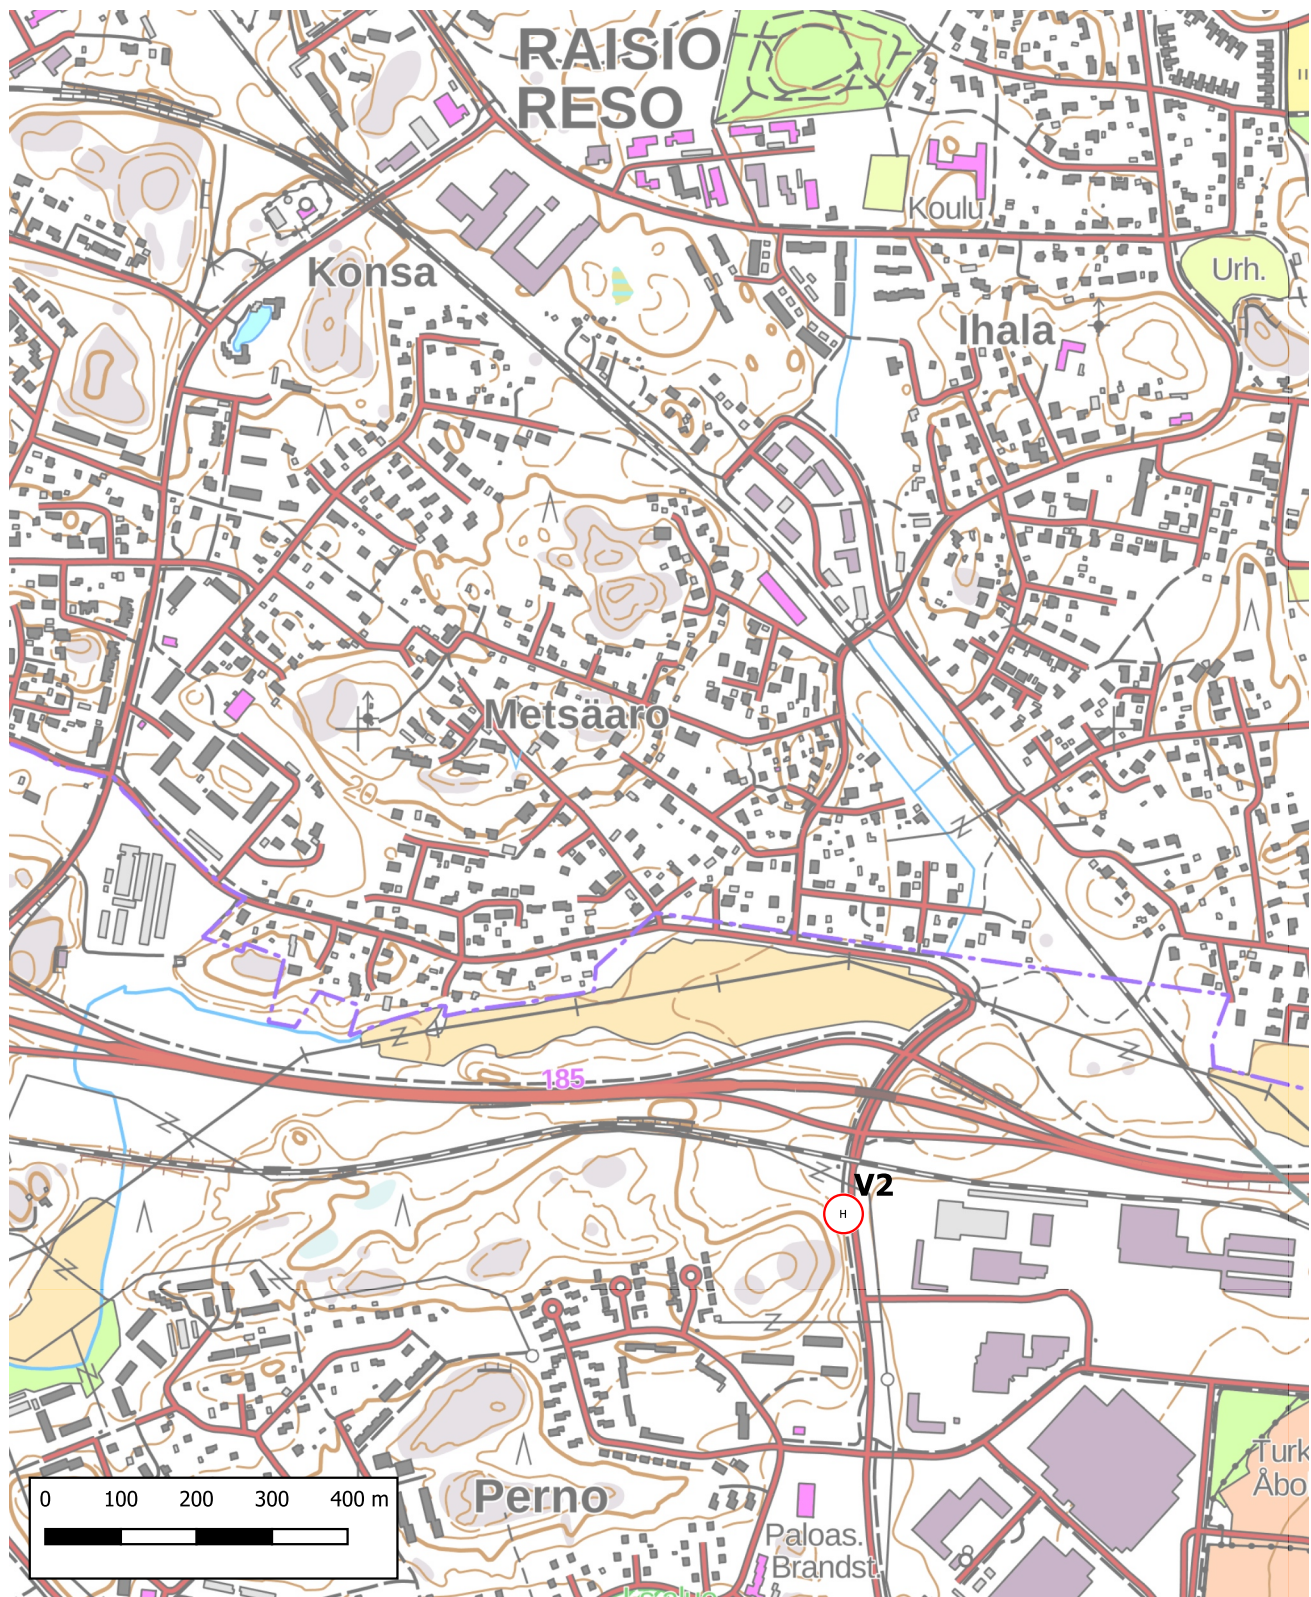 RAISIO
RESO
Koulu
Urh.
Konsa
Ihala
Metsäaro
20
185
V2
H
Perno
0 100 200 300 400 m
Turk
Åbo
Paloas.
Brandst.